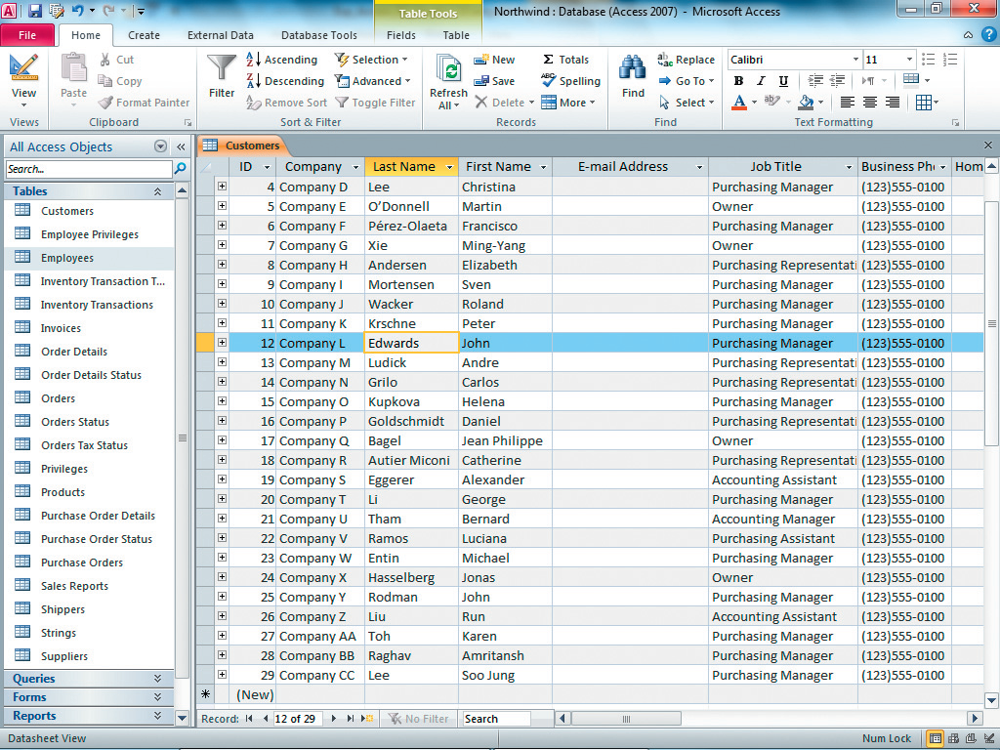 Table Tools
Northwind : Database (Access 2007) - Microsoft Access
File Home Create External Data Database Tools Fields Table
Cut Ascending Selection New Totals Replace Calibri 11
Copy Descending Advanced Save Spelling Go To B I U
View Paste Format Painter Filter Remove Sort Toggle Filter Refresh All Delete More Find Select A
Views Clipboard Sort & Filter Records Find Text Formatting
All Access Objects
Search...
Tables
Customers
Employee Privileges
Employees
Inventory Transaction T...
Inventory Transactions
Invoices
Order Details
Order Details Status
Orders
Orders Status
Orders Tax Status
Privileges
Products
Purchase Order Details
Purchase Order Status
Purchase Orders
Sales Reports
Shippers
Strings
Suppliers
Queries
Forms
Reports
Customers
ID Company Last Name First Name E-mail Address Job Title Business Ph Hom
4 Company D Lee Christina Purchasing Manager (123)555-0100
5 Company E O’Donnell Martin Owner (123)555-0100
6 Company F Pérez-Olaeta Francisco Purchasing Manager (123)555-0100
7 Company G Xie Ming-Yang Owner (123)555-0100
8 Company H Andersen Elizabeth Purchasing Representati (123)555-0100
9 Company I Mortensen Sven Purchasing Manager (123)555-0100
10 Company J Wacker Roland Purchasing Manager (123)555-0100
11 Company K Krschne Peter Purchasing Manager (123)555-0100
12 Company L Edwards John Purchasing Manager (123)555-0100
13 Company M Ludick Andre Purchasing Representati (123)555-0100
14 Company N Grilo Carlos Purchasing Representati (123)555-0100
15 Company O Kupkova Helena Purchasing Manager (123)555-0100
16 Company P Goldschmidt Daniel Purchasing Representati (123)555-0100
17 Company Q Bagel Jean Philippe Owner (123)555-0100
18 Company R Autier Miconi Catherine Purchasing Representati (123)555-0100
19 Company S Eggerer Alexander Accounting Assistant (123)555-0100
20 Company T Li George Purchasing Manager (123)555-0100
21 Company U Tham Bernard Accounting Manager (123)555-0100
22 Company V Ramos Luciana Purchasing Assistant (123)555-0100
23 Company W Entin Michael Purchasing Manager (123)555-0100
24 Company X Hasselberg Jonas Owner (123)555-0100
25 Company Y Rodman John Purchasing Manager (123)555-0100
26 Company Z Liu Run Accounting Assistant (123)555-0100
27 Company AA Toh Karen Purchasing Manager (123)555-0100
28 Company BB Raghav Amritansh Purchasing Manager (123)555-0100
29 Company CC Lee Soo Jung Purchasing Manager (123)555-0100
* (New)
Record: 12 of 29 No Filter Search
Datasheet View Num Lock